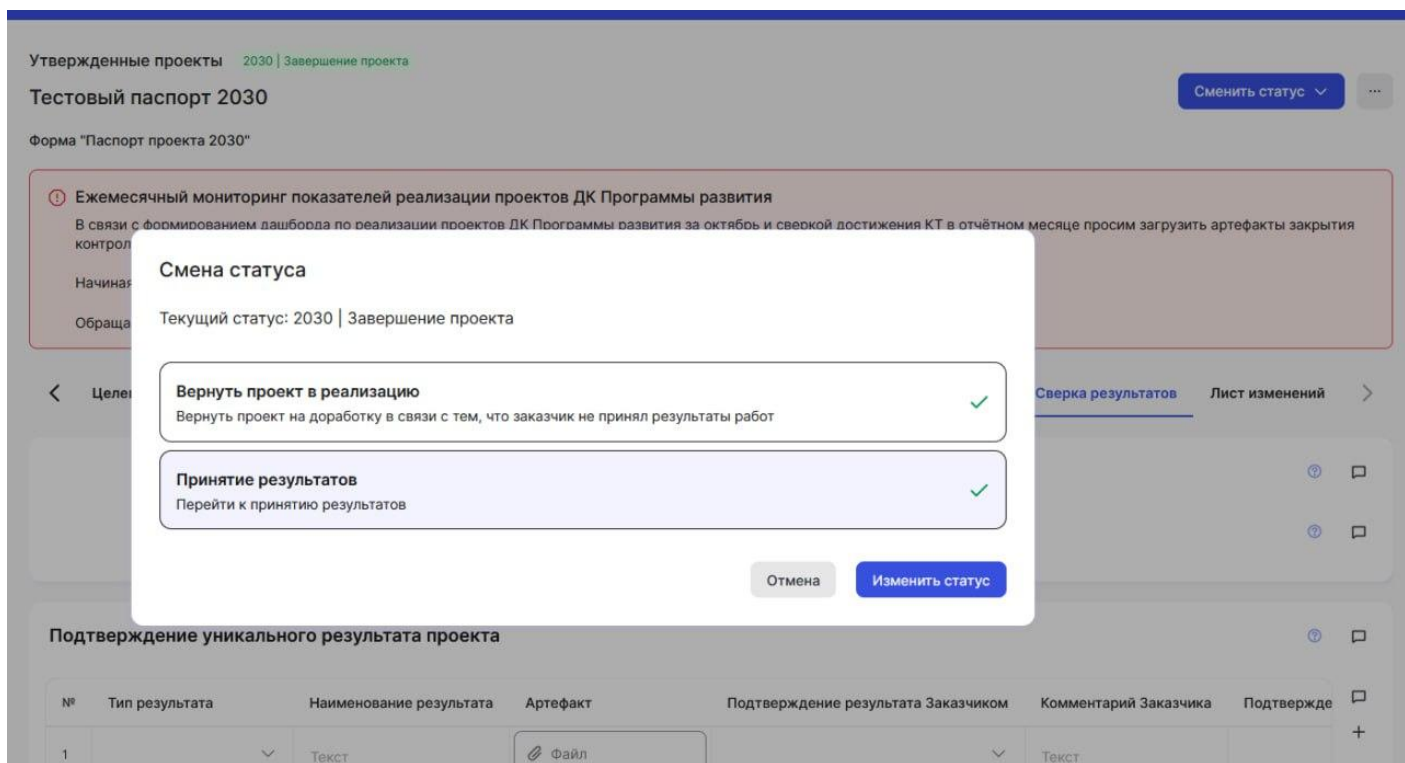 Утвержденные проекты 2030 | Завершение проекта
Тестовый паспорт 2030
Сменить статус
Форма "Паспорт проекта 2030"
Ежемесячный мониторинг показателей реализации проектов ДК Программы развития
В связи с формированием дашборда по реализации проектов ДК Программы развития за октябрь и сверкой достижения КТ в отчётном месяце просим загрузить артефакты закрытия
контрол
Начиная
Обраща
Смена статуса
Текущий статус: 2030 | Завершение проекта
Вернуть проект в реализацию
Вернуть проект на доработку в связи с тем, что заказчик не принял результаты работ
Принятие результатов
Перейти к принятию результатов
Отмена Изменить статус
Целе Сверка результатов Лист изменений
Подтверждение уникального результата проекта
№ Тип результата Наименование результата Артефакт Подтверждение результата Заказчиком Комментарий Заказчика Подтвержде
1 Текст Файл Текст